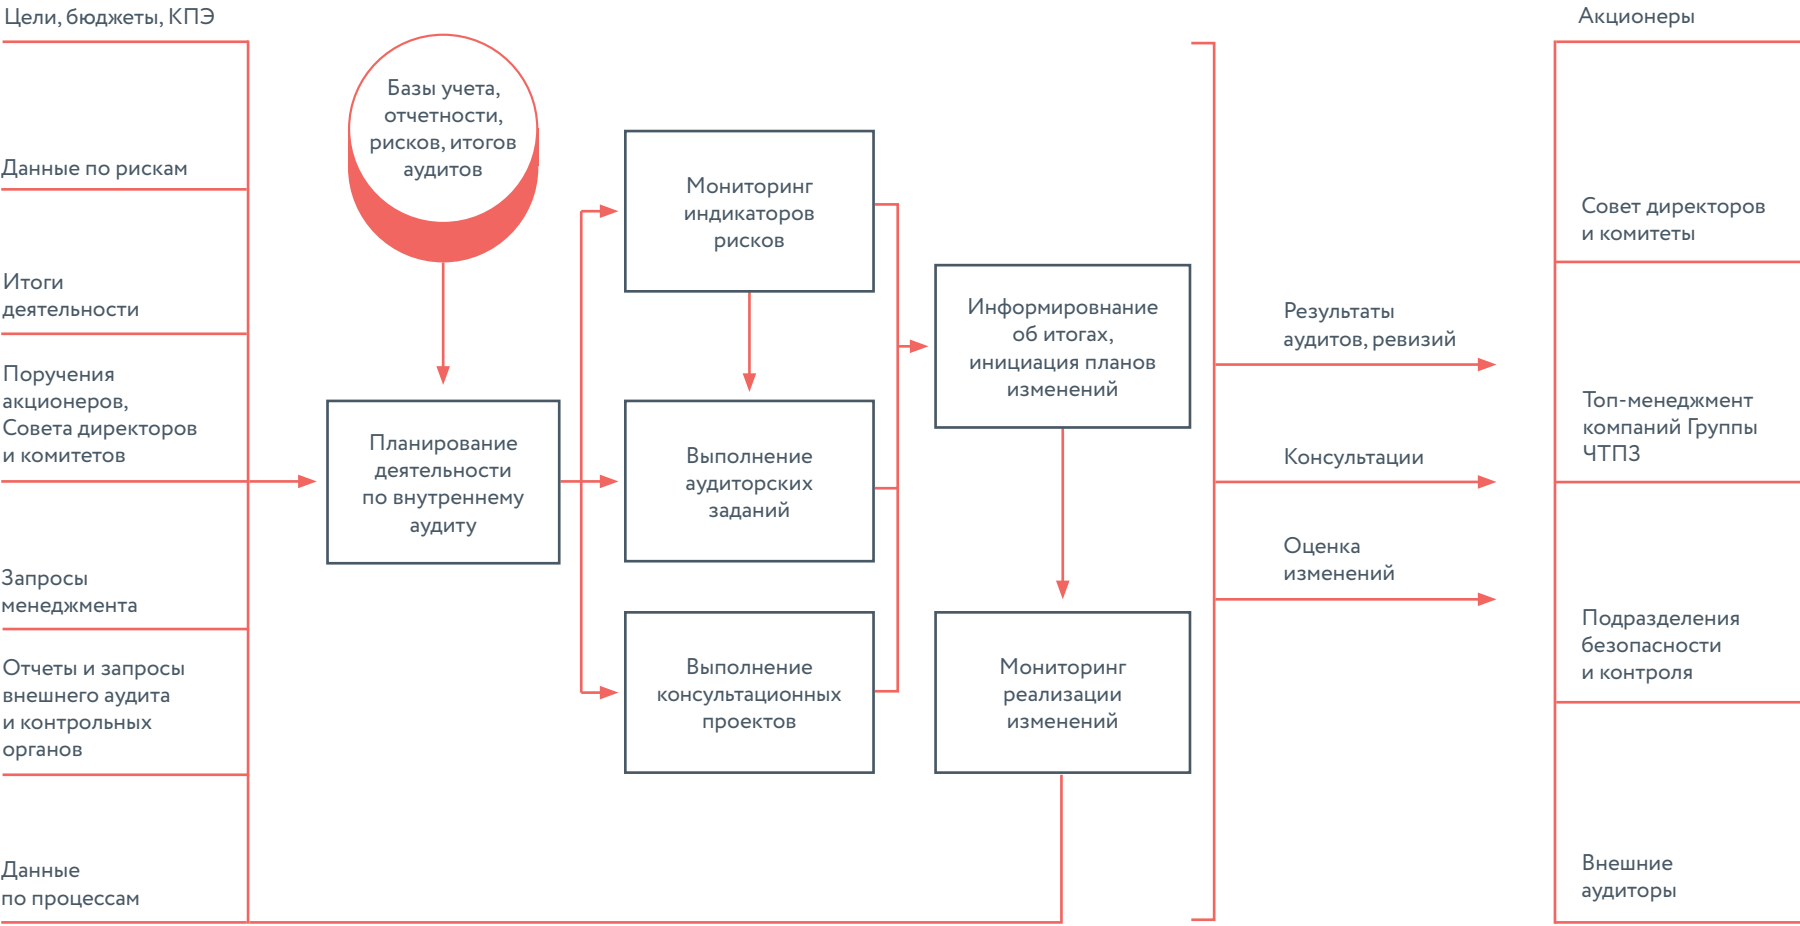 Цели, бюджеты, КПЭ
Данные по рискам
Итоги
деятельности
Поручения
акционеров,
Совета директоров
и комитетов
Запросы
менеджмента
Отчеты и запросы
внешнего аудита
и контрольных
органов
Данные
по процессам
Базы учета,
отчетности,
рисков, итогов
аудитов
Планирование
деятельности
по внутреннему
аудиту
Мониторинг
индикаторов
рисков
Выполнение
аудиторских
заданий
Выполнение
консультационных
проектов
Информировнание
об итогах,
инициация планов
изменений
Мониторинг
реализации
изменений
Результаты
аудитов, ревизий
Консультации
Оценка
изменений
Акционеры
Совет директоров
и комитеты
Топ-менеджмент
компаний Группы
ЧТПЗ
Подразделения
безопасности
и контроля
Внешние
аудиторы